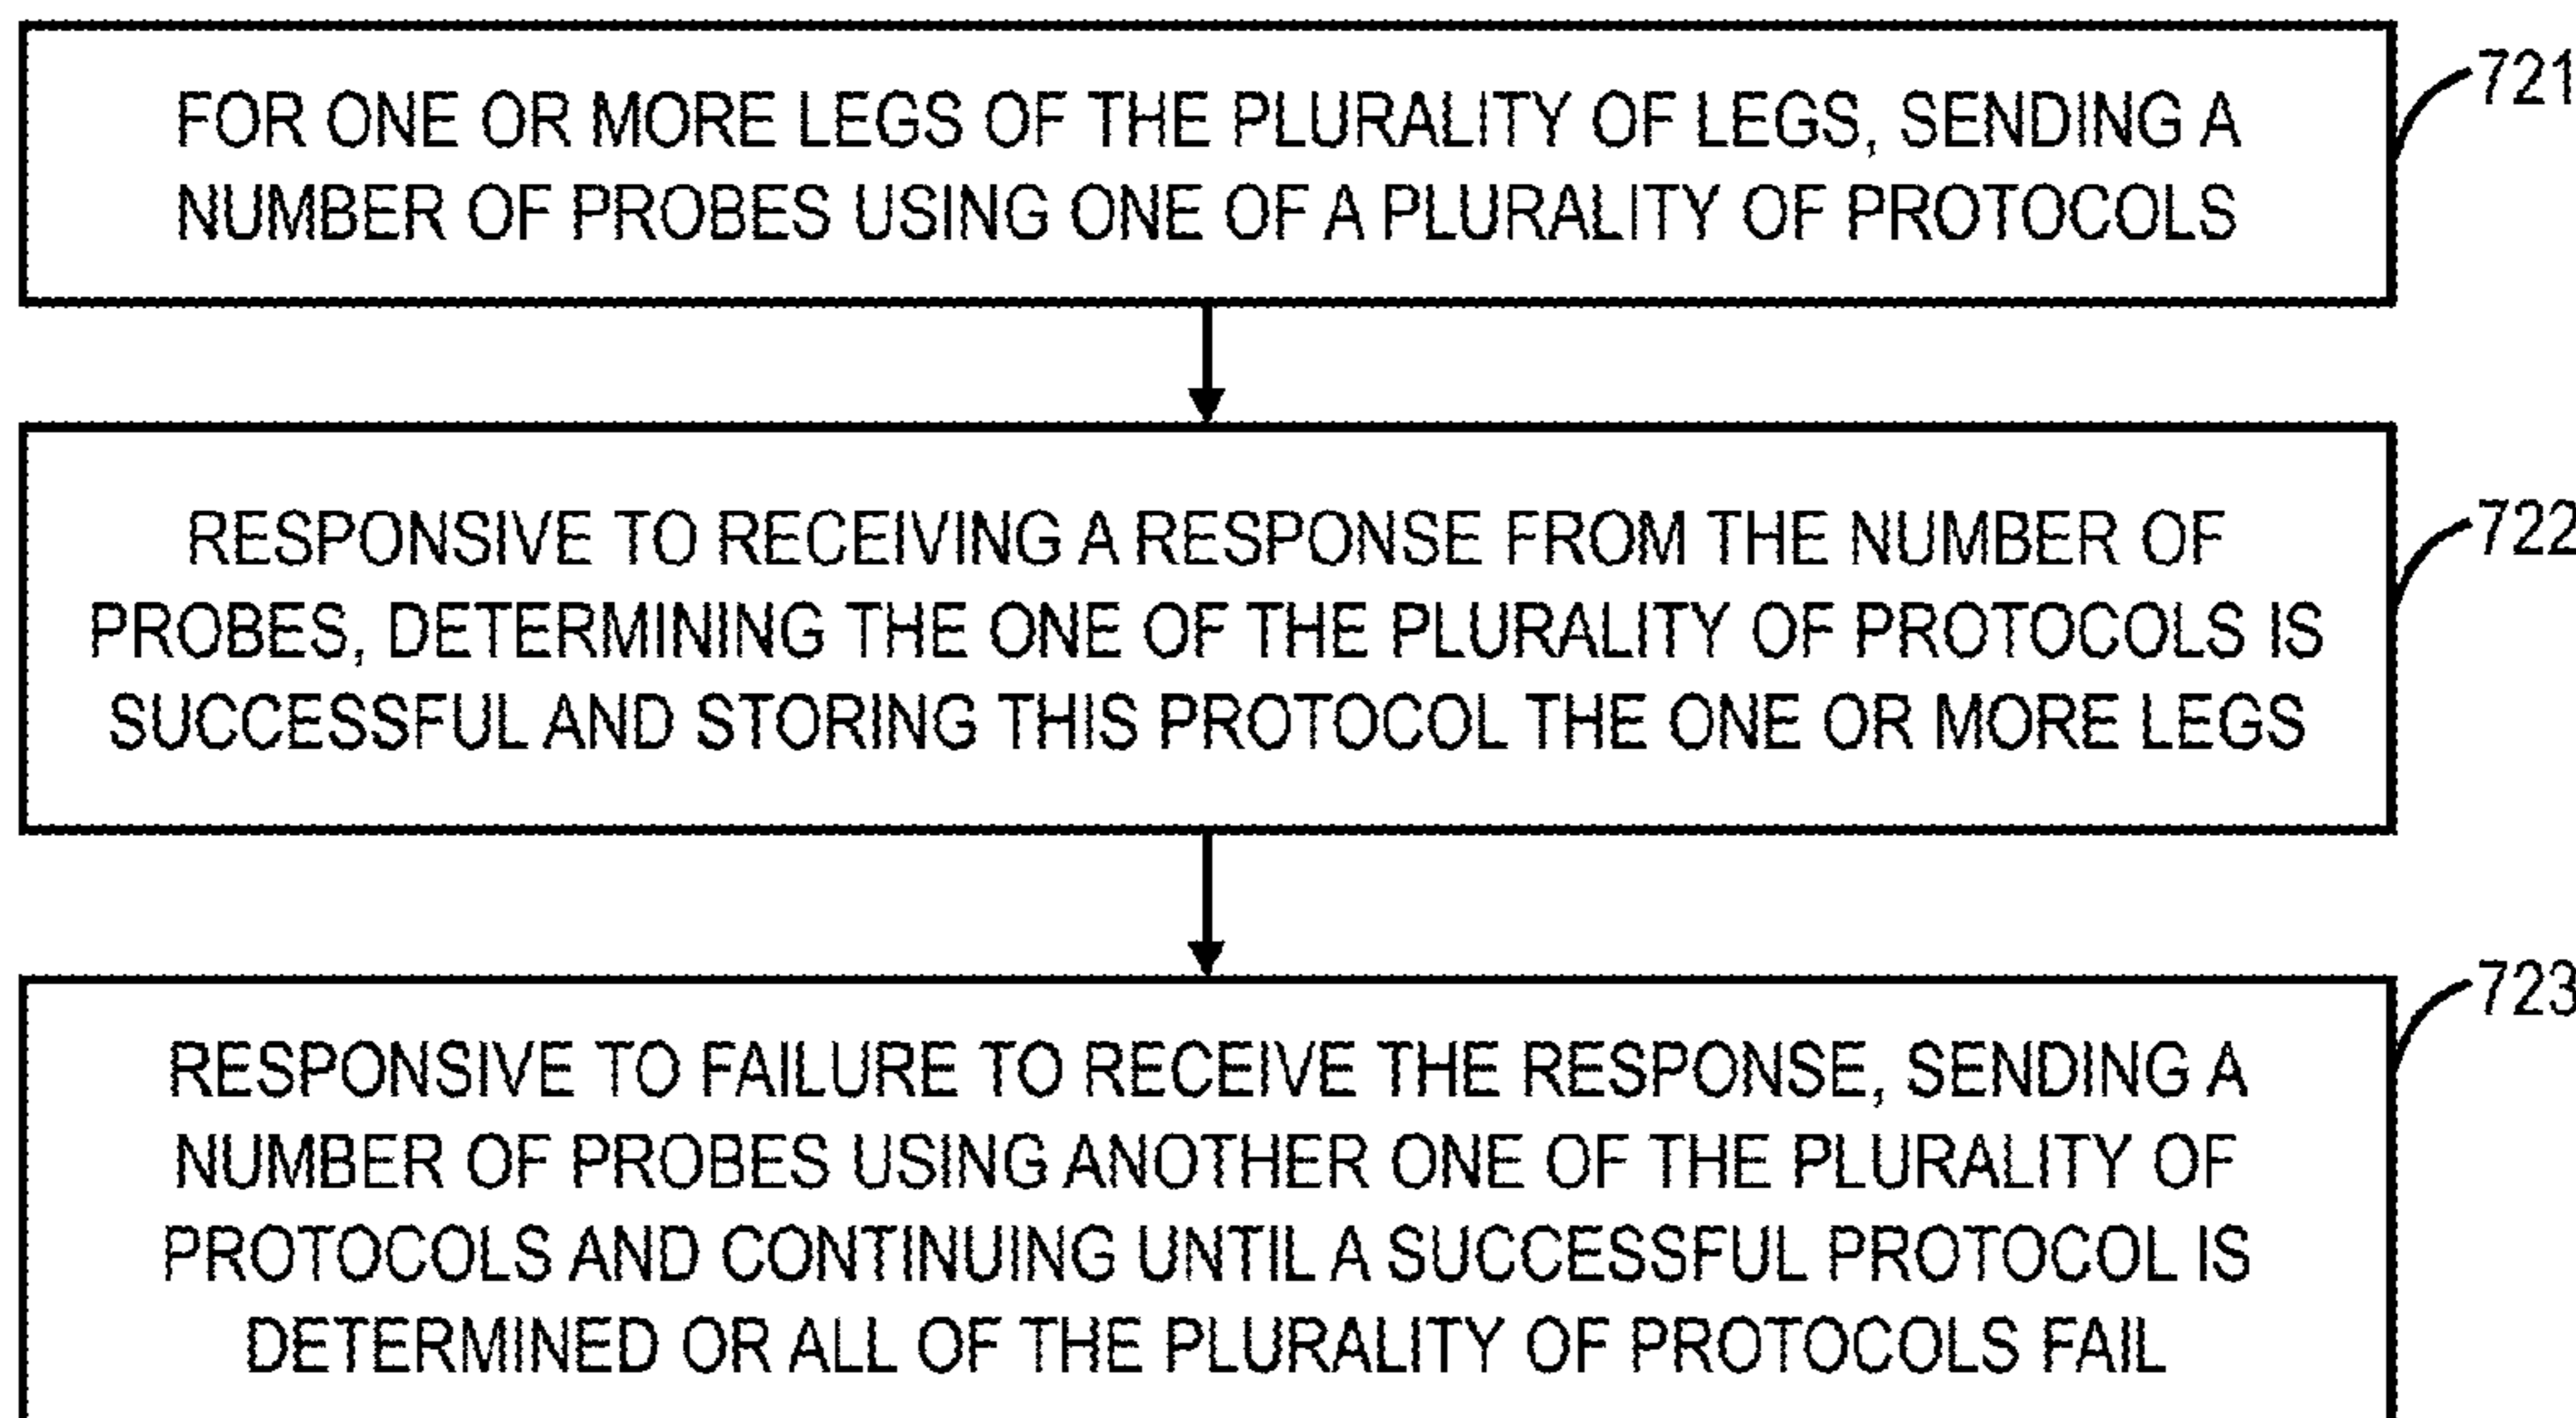 FOR ONE OR MORE LEGS OF THE PLURALITY OF LEGS, SENDING A
NUMBER OF PROBES USING ONE OF A PLURALITY OF PROTOCOLS
721
RESPONSIVE TO RECEIVING A RESPONSE FROM THE NUMBER OF
PROBES, DETERMINING THE ONE OF THE PLURALITY OF PROTOCOLS IS
SUCCESSFUL AND STORING THIS PROTOCOL THE ONE OR MORE LEGS
722
RESPONSIVE TO FAILURE TO RECEIVE THE RESPONSE, SENDING A
NUMBER OF PROBES USING ANOTHER ONE OF THE PLURALITY OF
PROTOCOLS AND CONTINUING UNTIL A SUCCESSFUL PROTOCOL IS
DETERMINED OR ALL OF THE PLURALITY OF PROTOCOLS FAIL
723